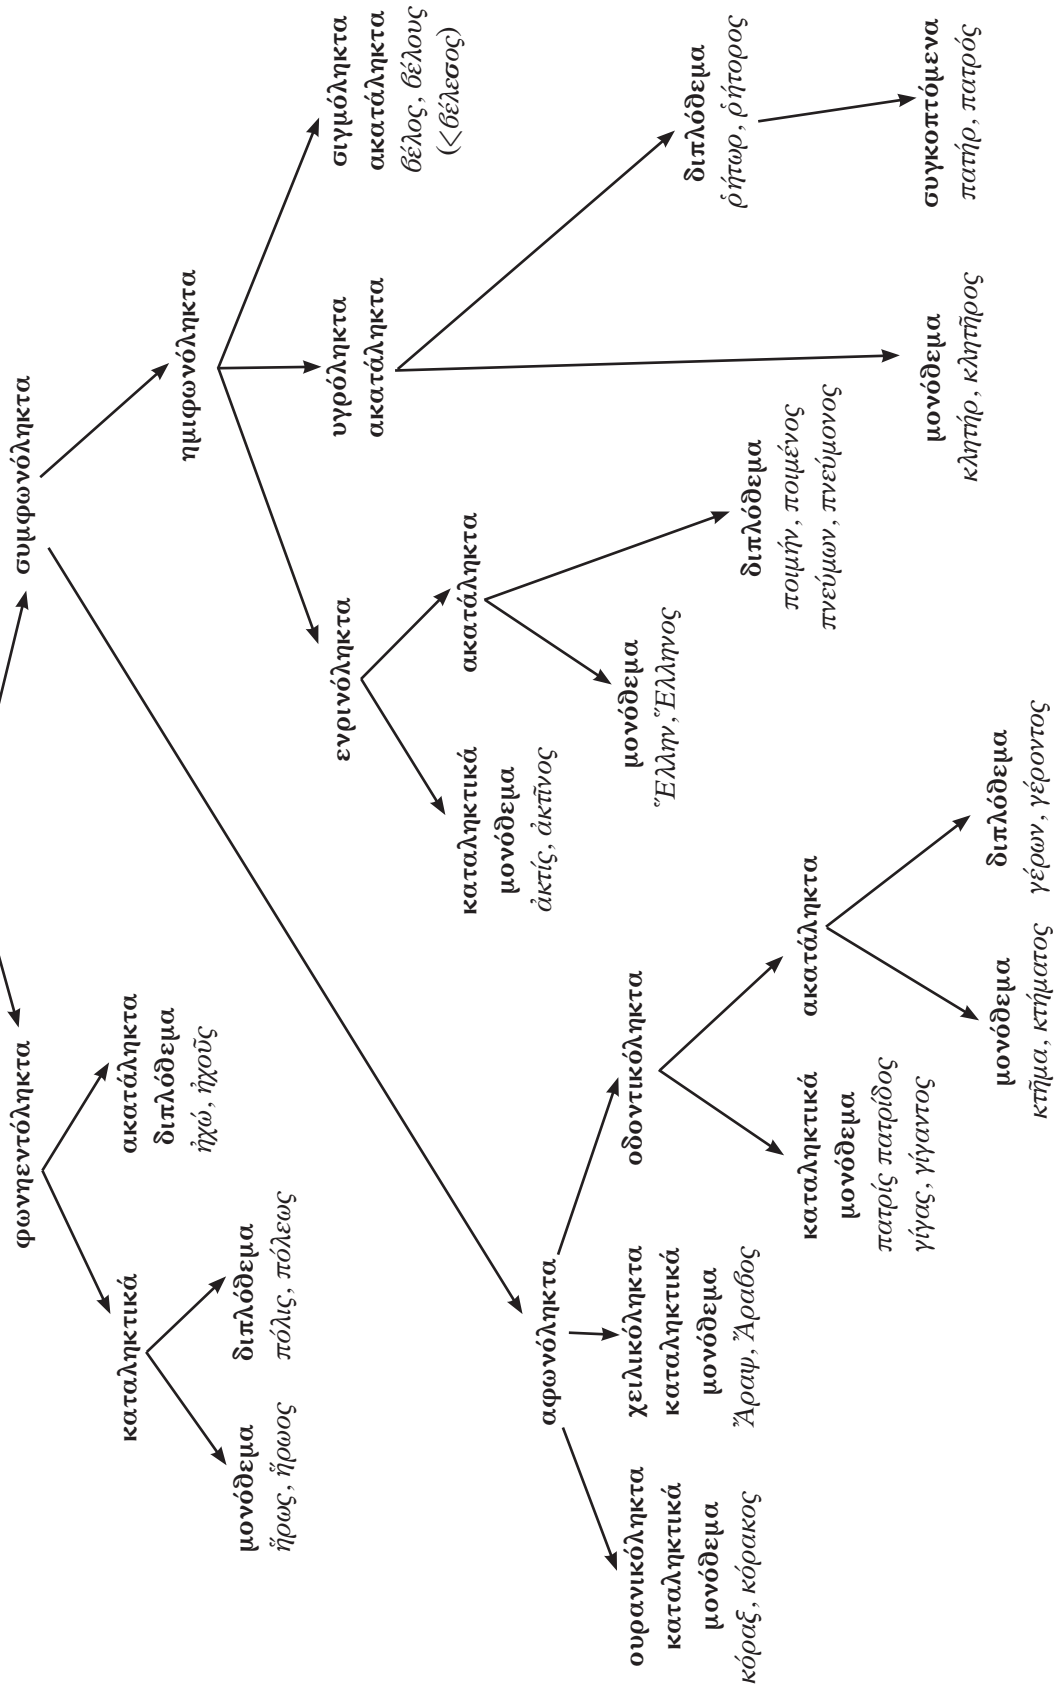 φωνηεντόληκτα
συμφωνόληκτα
καταληκτικά
ακατάληκτα
διπλόθεμα
ἠχώ, ἠχοῦς
ημιφωνόληκτα
μονόθεμα
ἥρως, ἥρωος
διπλόθεμα
πόλις, πόλεως
ενρινόληκτα
υγρόληκτα
ακατάληκτα
σιγμόληκτα
ακατάληκτα
βέλος, βέλους
(<βέλεσος)
καταληκτικά
μονόθεμα
ἀκτίς, ἀκτῖνος
ακατάληκτα
αφωνόληκτα
μονόθεμα
Ἕλλην, Ἕλληνος
διπλόθεμα
ποιμήν, ποιμένος
πνεύμων, πνεύμονος
διπλόθεμα
ῥήτωρ, ῥήτορος
ουρανικόληκτα
καταληκτικά
μονόθεμα
κόραξ, κόρακος
χειλικόληκτα
καταληκτικά
μονόθεμα
Ἄραψ, Ἄραβος
οδοντικόληκτα
καταληκτικά
μονόθεμα
πατρίς πατρίδος
γίγας, γίγαντος
ακατάληκτα
μονόθεμα
κλητήρ, κλητῆρος
συγκοπτόμενα
πατήρ, πατρός
μονόθεμα
κτῆμα, κτήματος
διπλόθεμα
γέρων, γέροντος